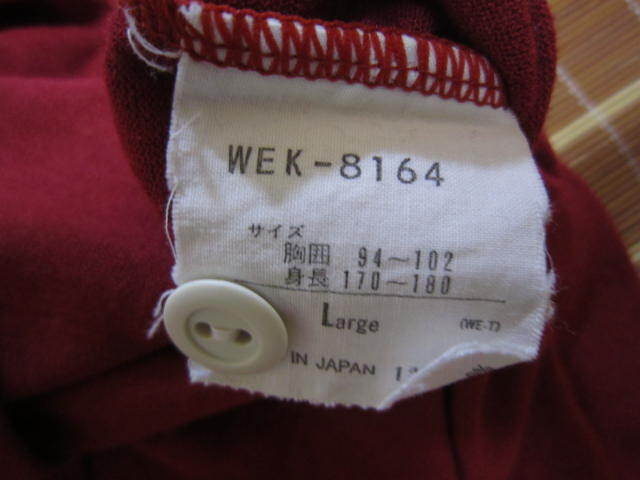 WEK-8164
サイズ
胸囲 94～102
身長 170～180
Large (WE-T)
IN JAPAN